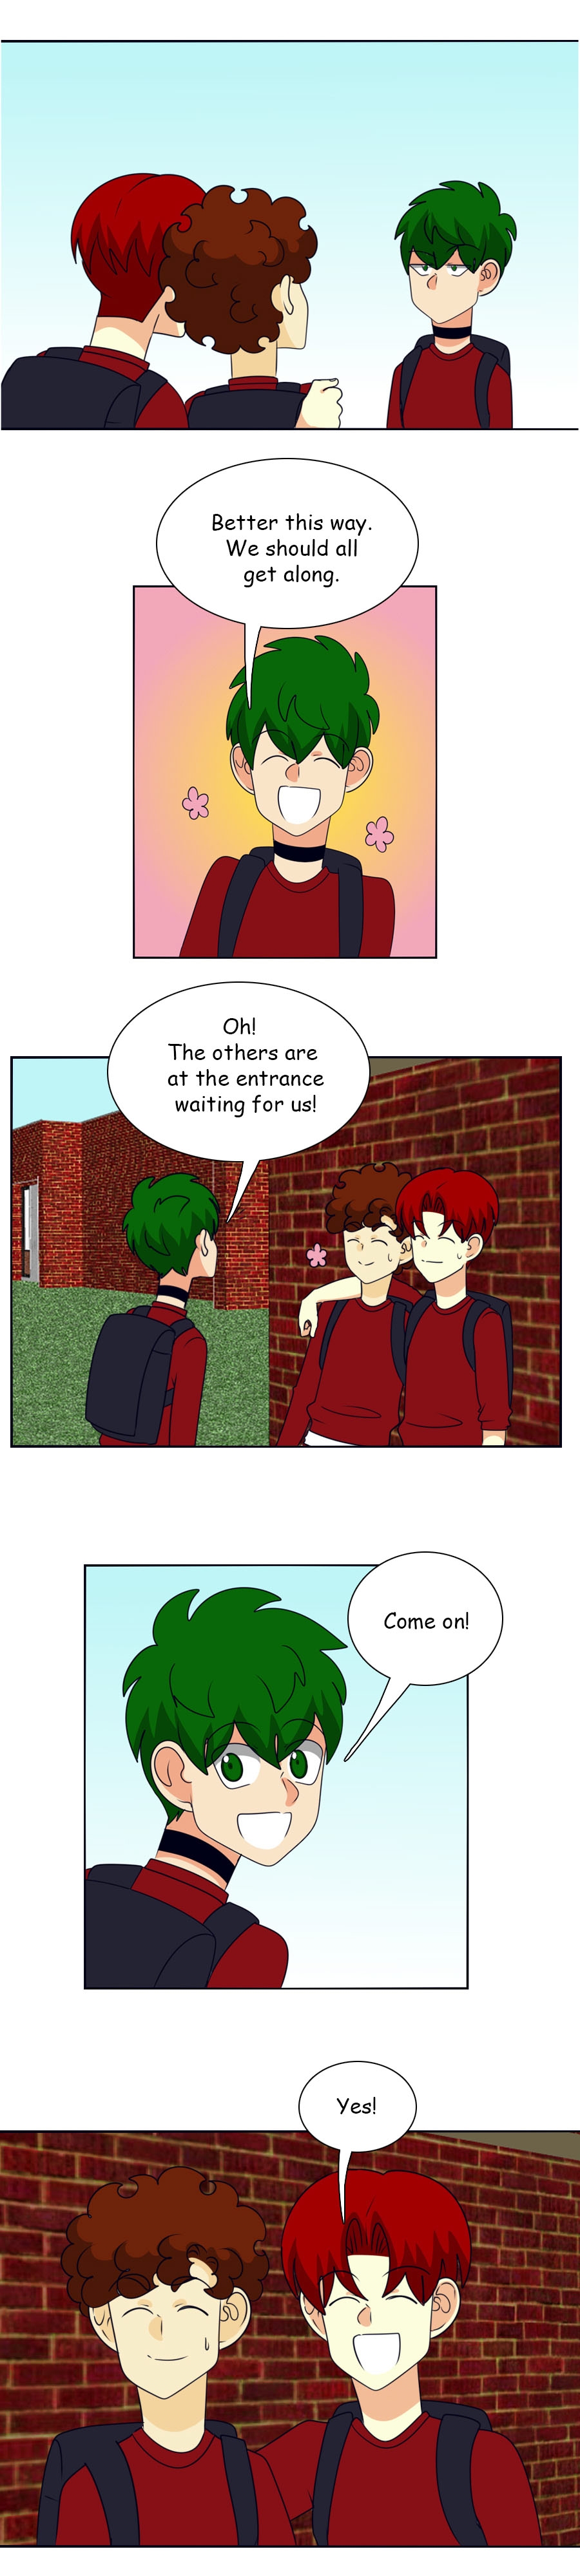 Better this way.
We should all
get along.
Oh!
The others are
at the entrance
waiting for us!
Come on!
Yes!